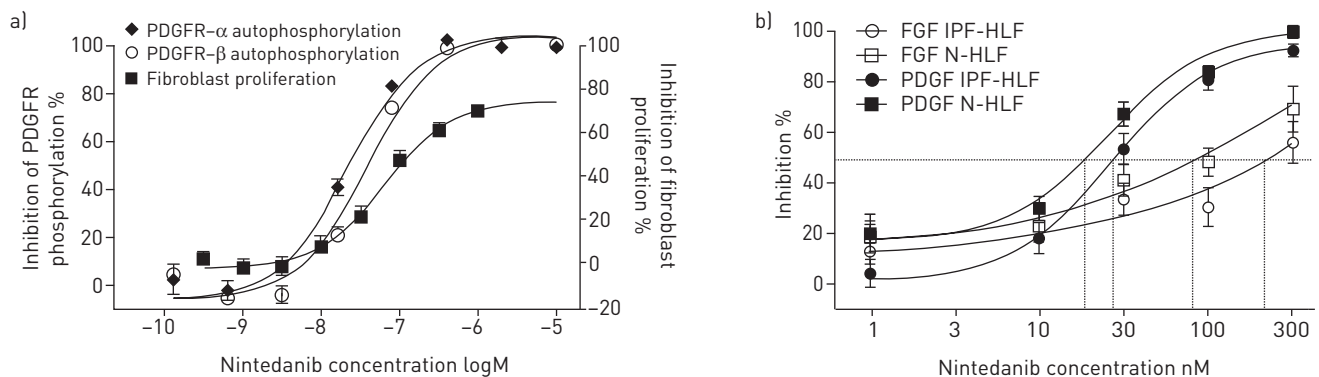 a)
PDGFR–α autophosphorylation
PDGFR–β autophosphorylation
Fibroblast proliferation
Inhibition of PDGFR
phosphorylation %
100
80
60
40
20
0
100
80
60
40
20
0
–20
Inhibition of fibroblast
proliferation %
–10 –9 –8 –7 –6 –5
Nintedanib concentration logM
b)
FGF IPF-HLF
FGF N-HLF
PDGF IPF-HLF
PDGF N-HLF
Inhibition %
100
80
60
40
20
0
1 3 10 30 100 300
Nintedanib concentration nM